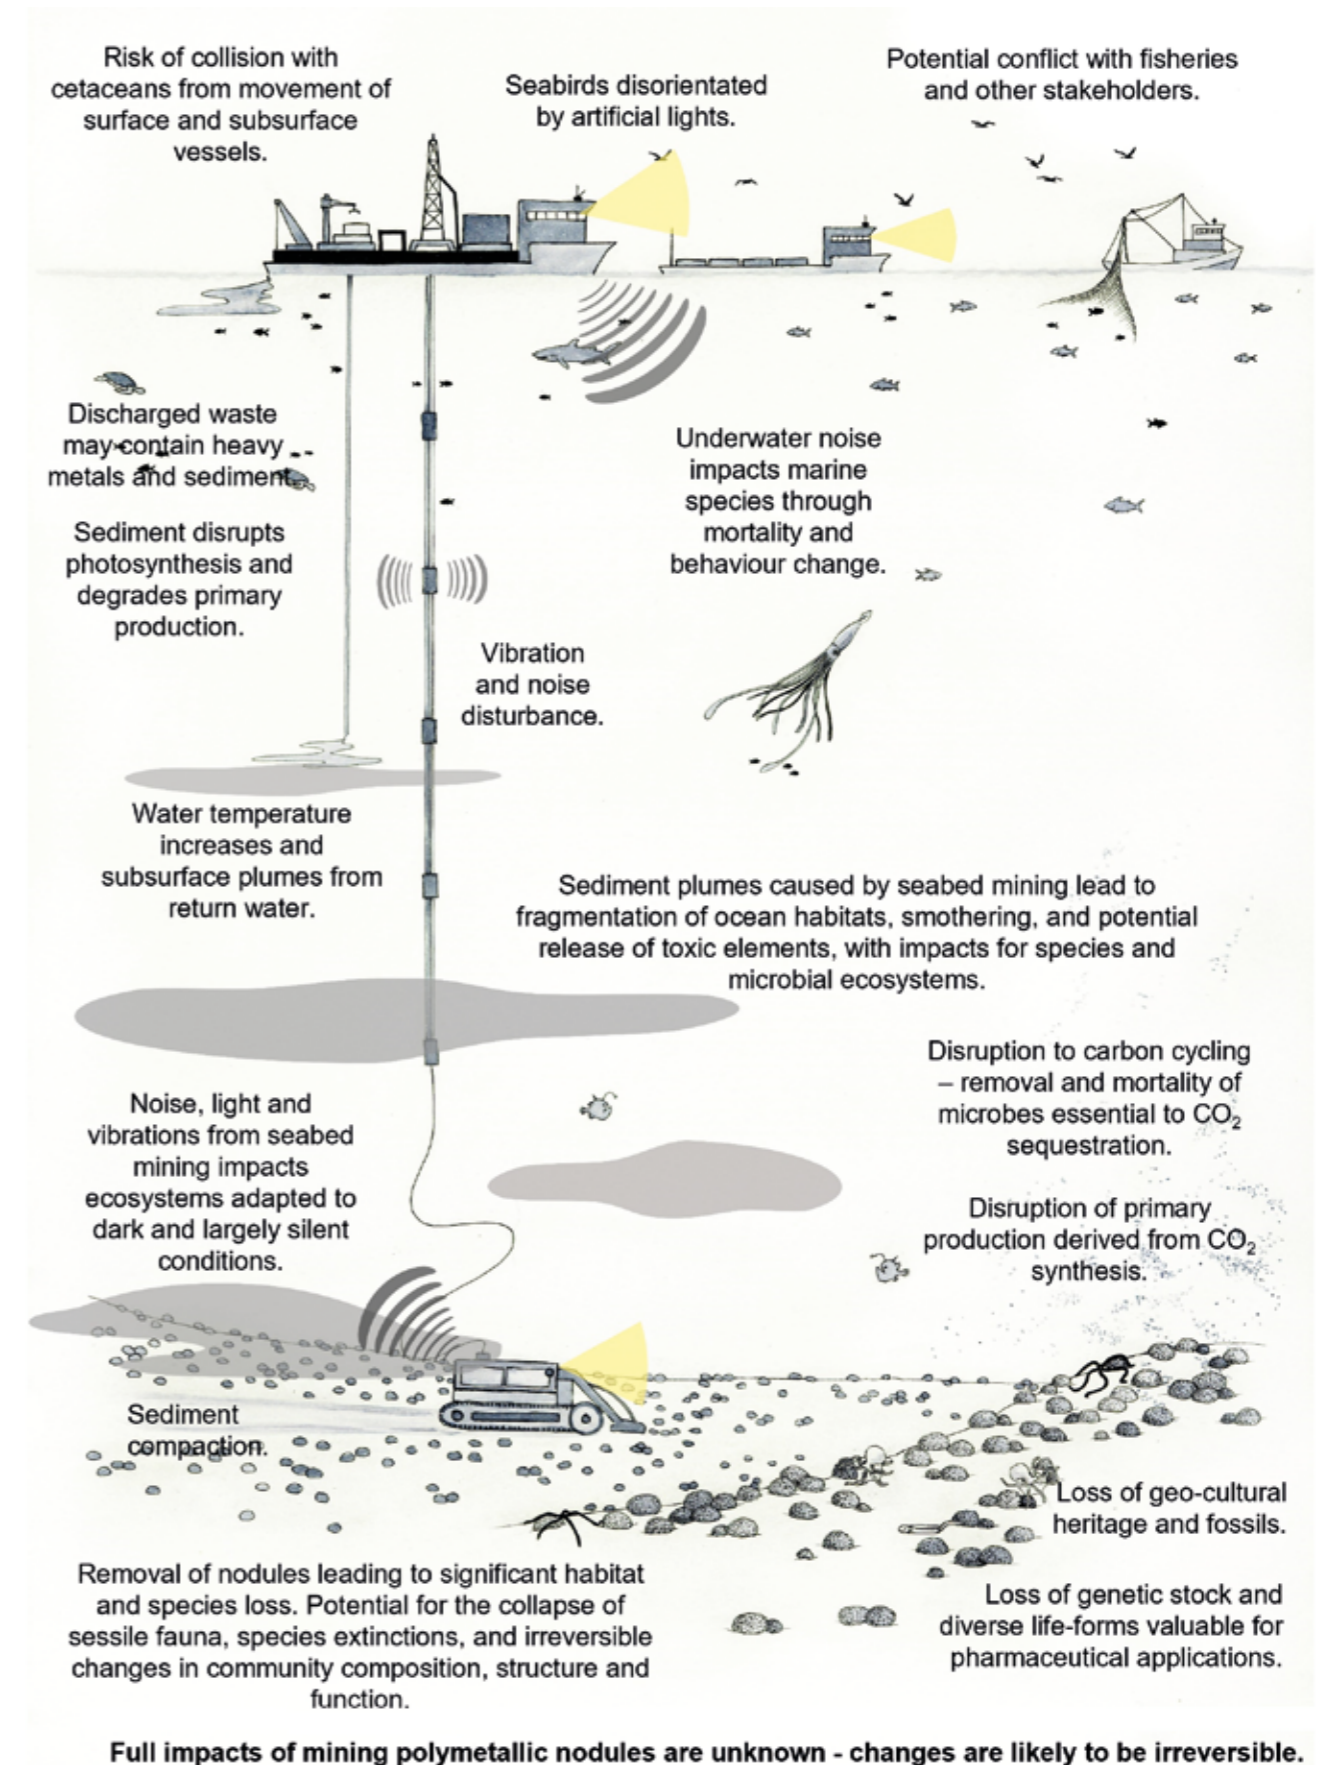 Risk of collision with
cetaceans from movement of
surface and subsurface
vessels.
Seabirds disorientated
by artificial lights.
Potential conflict with fisheries
and other stakeholders.
Discharged waste
may contain heavy
metals and sediment.
Sediment disrupts
photosynthesis and
degrades primary
production.
Underwater noise
impacts marine
species through
mortality and
behaviour change.
Vibration
and noise
disturbance.
Water temperature
increases and
subsurface plumes from
return water.
Sediment plumes caused by seabed mining lead to
fragmentation of ocean habitats, smothering, and potential
release of toxic elements, with impacts for species and
microbial ecosystems.
Disruption to carbon cycling
– removal and mortality of
microbes essential to CO₂
sequestration.
Noise, light and
vibrations from seabed
mining impacts
ecosystems adapted to
dark and largely silent
conditions.
Disruption of primary
production derived from CO₂
synthesis.
Sediment
compaction.
Loss of geo-cultural
heritage and fossils.
Removal of nodules leading to significant habitat
and species loss. Potential for the collapse of
sessile fauna, species extinctions, and irreversible
changes in community composition, structure and
function.
Loss of genetic stock and
diverse life-forms valuable for
pharmaceutical applications.
Full impacts of mining polymetallic nodules are unknown - changes are likely to be irreversible.